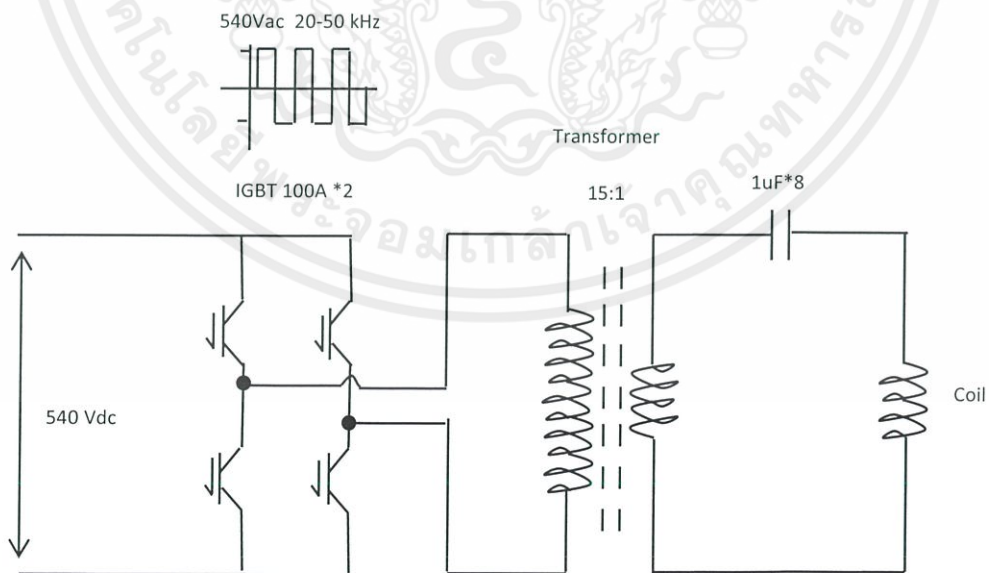 540Vac  20-50 kHz
Transformer
IGBT 100A *2
15:1
1uF*8
540 Vdc
Coil